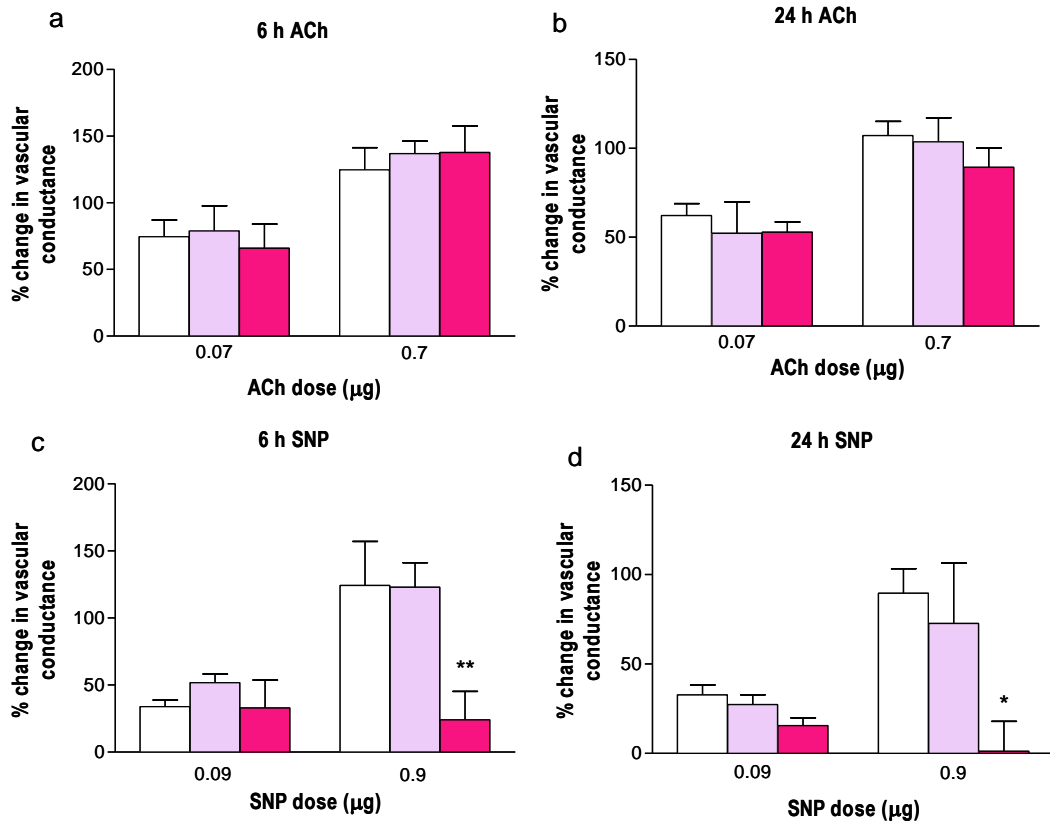 a
6 h ACh
% change in vascular
conductance
200
150
100
50
0
0.07
0.7
ACh dose (μg)
b
24 h ACh
% change in vascular
conductance
150
100
50
0
0.07
0.7
ACh dose (μg)
c
6 h SNP
% change in vascular
conductance
200
150
100
50
0
**
0.09
0.9
SNP dose (μg)
d
24 h SNP
% change in vascular
conductance
150
100
50
0
*
0.09
0.9
SNP dose (μg)